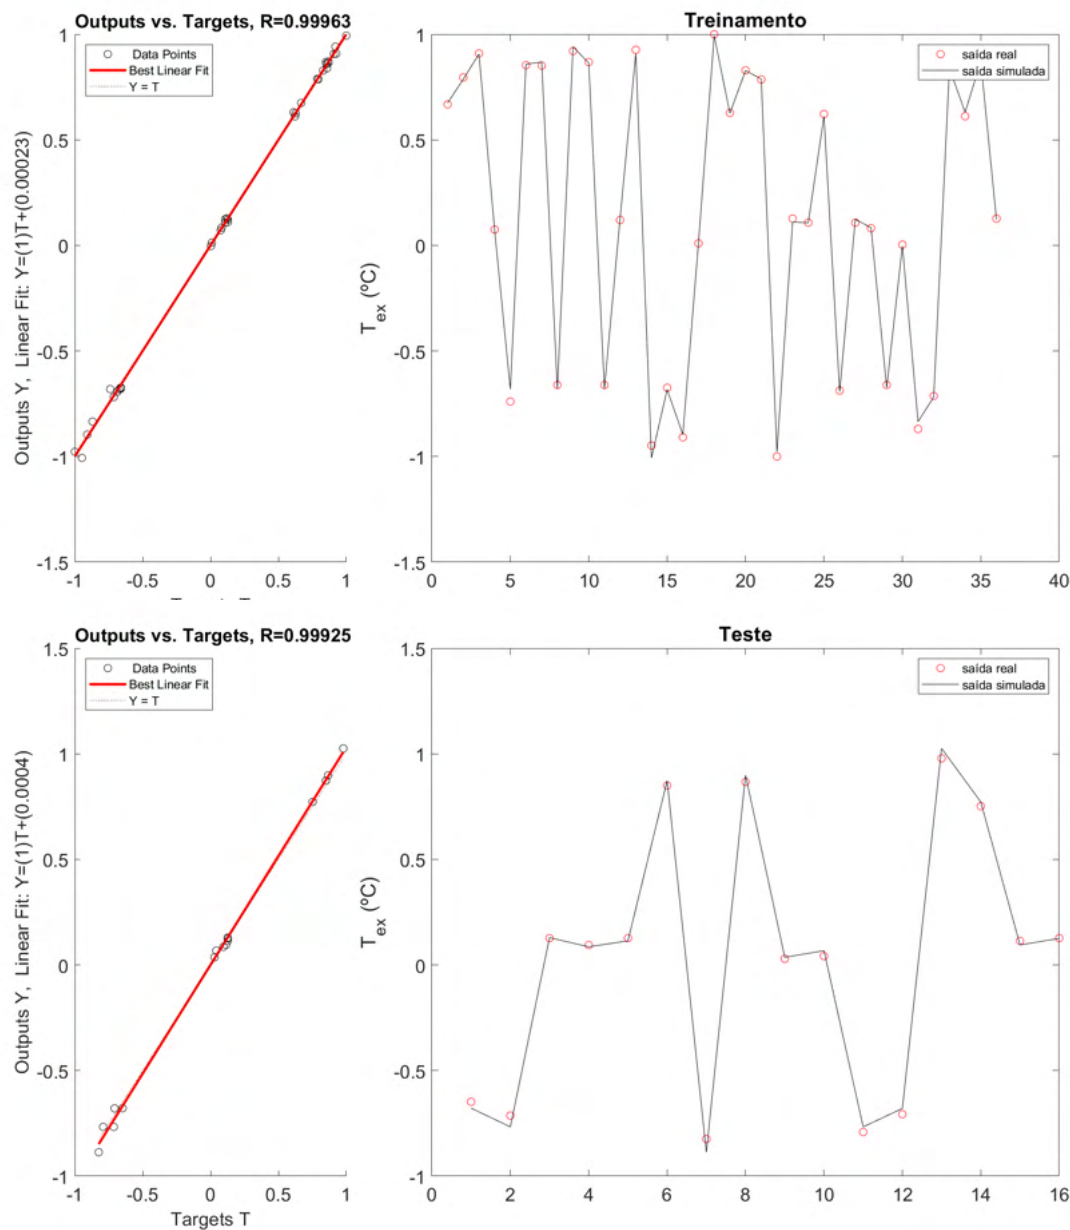 Outputs vs. Targets, R=0.99963
Data Points
Best Linear Fit
Y = T
Outputs Y, Linear Fit: Y=(1)T+(0.00023)
1
0.5
0
-0.5
-1
-1.5
-1
-0.5
0
0.5
1
Targets T
Treinamento
saída real
saída simulada
T_ex (ºC)
1
0.5
0
-0.5
-1
-1.5
0
5
10
15
20
25
30
35
40
Outputs vs. Targets, R=0.99925
Data Points
Best Linear Fit
Y = T
Outputs Y, Linear Fit: Y=(1)T+(0.0004)
1.5
1
0.5
0
-0.5
-1
-1
-0.5
0
0.5
1
Targets T
Teste
saída real
saída simulada
T_ex (ºC)
1.5
1
0.5
0
-0.5
-1
0
2
4
6
8
10
12
14
16